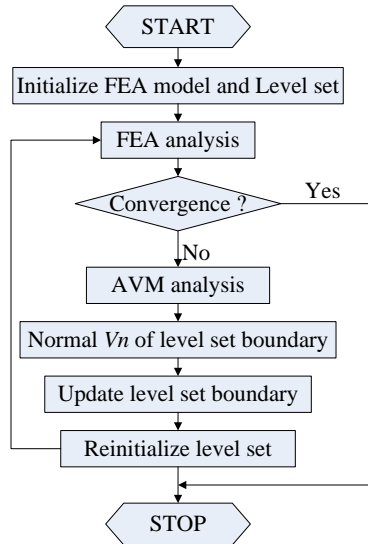 START
Initialize FEA model and Level set
FEA analysis
Convergence ?
Yes
No
AVM analysis
Normal Vn of level set boundary
Update level set boundary
Reinitialize level set
STOP